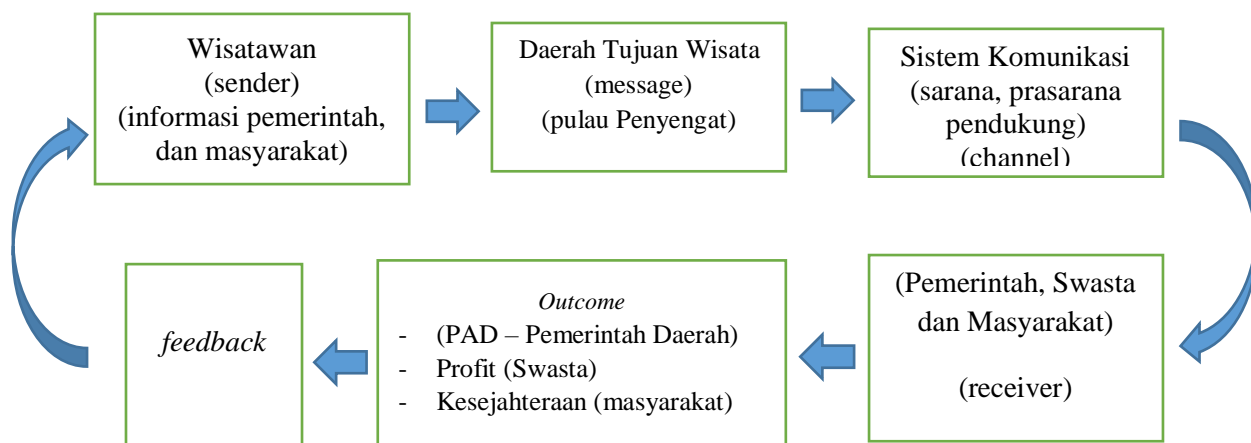 Wisatawan
(sender)
(informasi pemerintah,
dan masyarakat)
Daerah Tujuan Wisata
(message)
(pulau Penyengat)
Sistem Komunikasi
(sarana, prasarana
pendukung)
(channel)
(Pemerintah, Swasta
dan Masyarakat)
(receiver)
Outcome
- (PAD – Pemerintah Daerah)
- Profit (Swasta)
- Kesejahteraan (masyarakat)
feedback